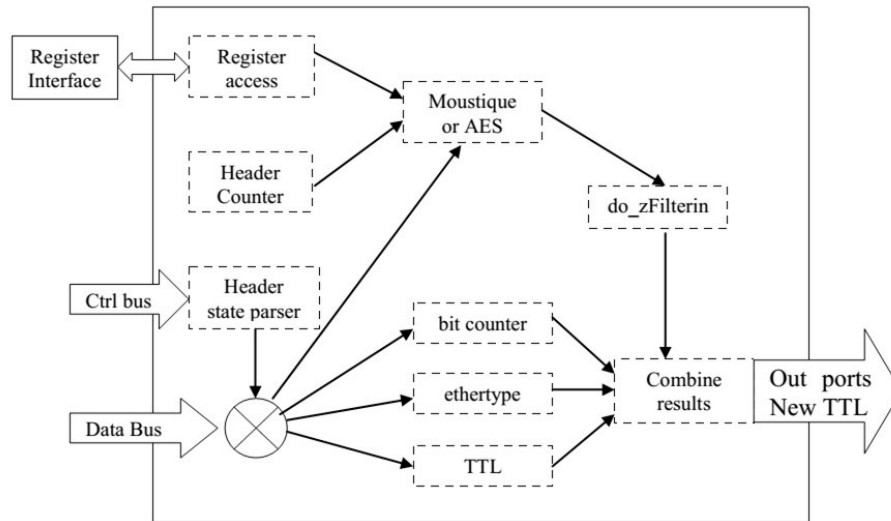 Register
Interface
Register
access
Moustique
or AES
Header
Counter
do_zFilterin
Ctrl bus
Header
state parser
bit counter
Data Bus
ethertype
Combine
results
Out ports
New TTL
TTL